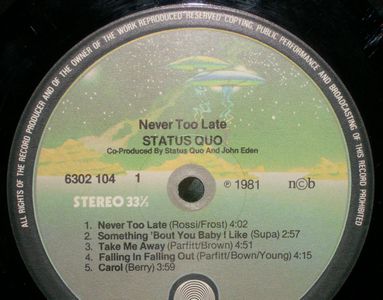 ALL RIGHTS OF THE RECORD PRODUCER AND OF THE OWNER OF THE WORK REPRODUCED RESERVED COPYING, PUBLIC PERFORMANCE AND BROADCASTING OF THIS RECORD PROHIBITED
Never Too Late
STATUS QUO
Co-Produced By Status Quo And John Eden
6302 104 1
℗ 1981 ncb
STEREO 33⅓
1. Never Too Late (Rossi/Frost) 4:02
2. Something 'Bout You Baby I Like (Supa) 2:57
3. Take Me Away (Parfitt/Brown) 4:51
4. Falling In Falling Out (Parfitt/Bown/Young) 4:15
5. Carol (Berry) 3:59